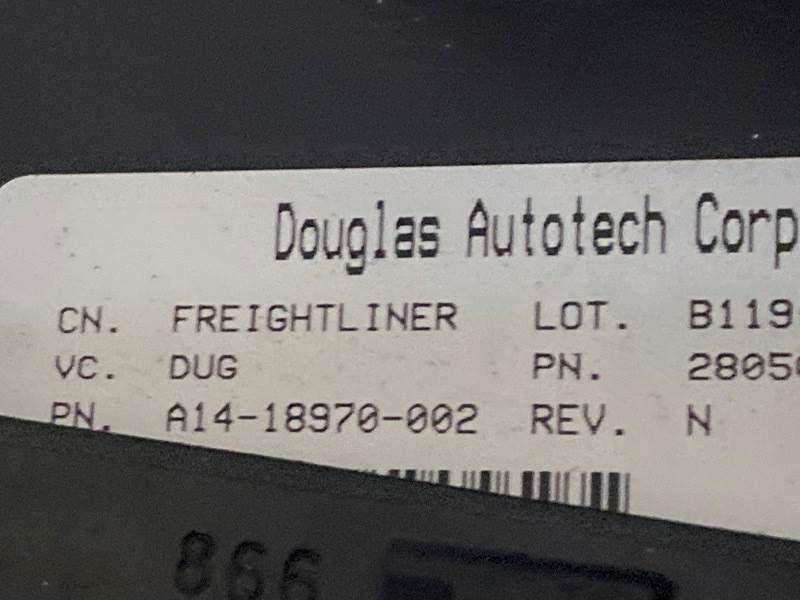 Douglas Autotech Corp
CN. FREIGHTLINER LOT. B119
VC. DUG PN. 2805
PN. A14-18970-002 REV. N
866